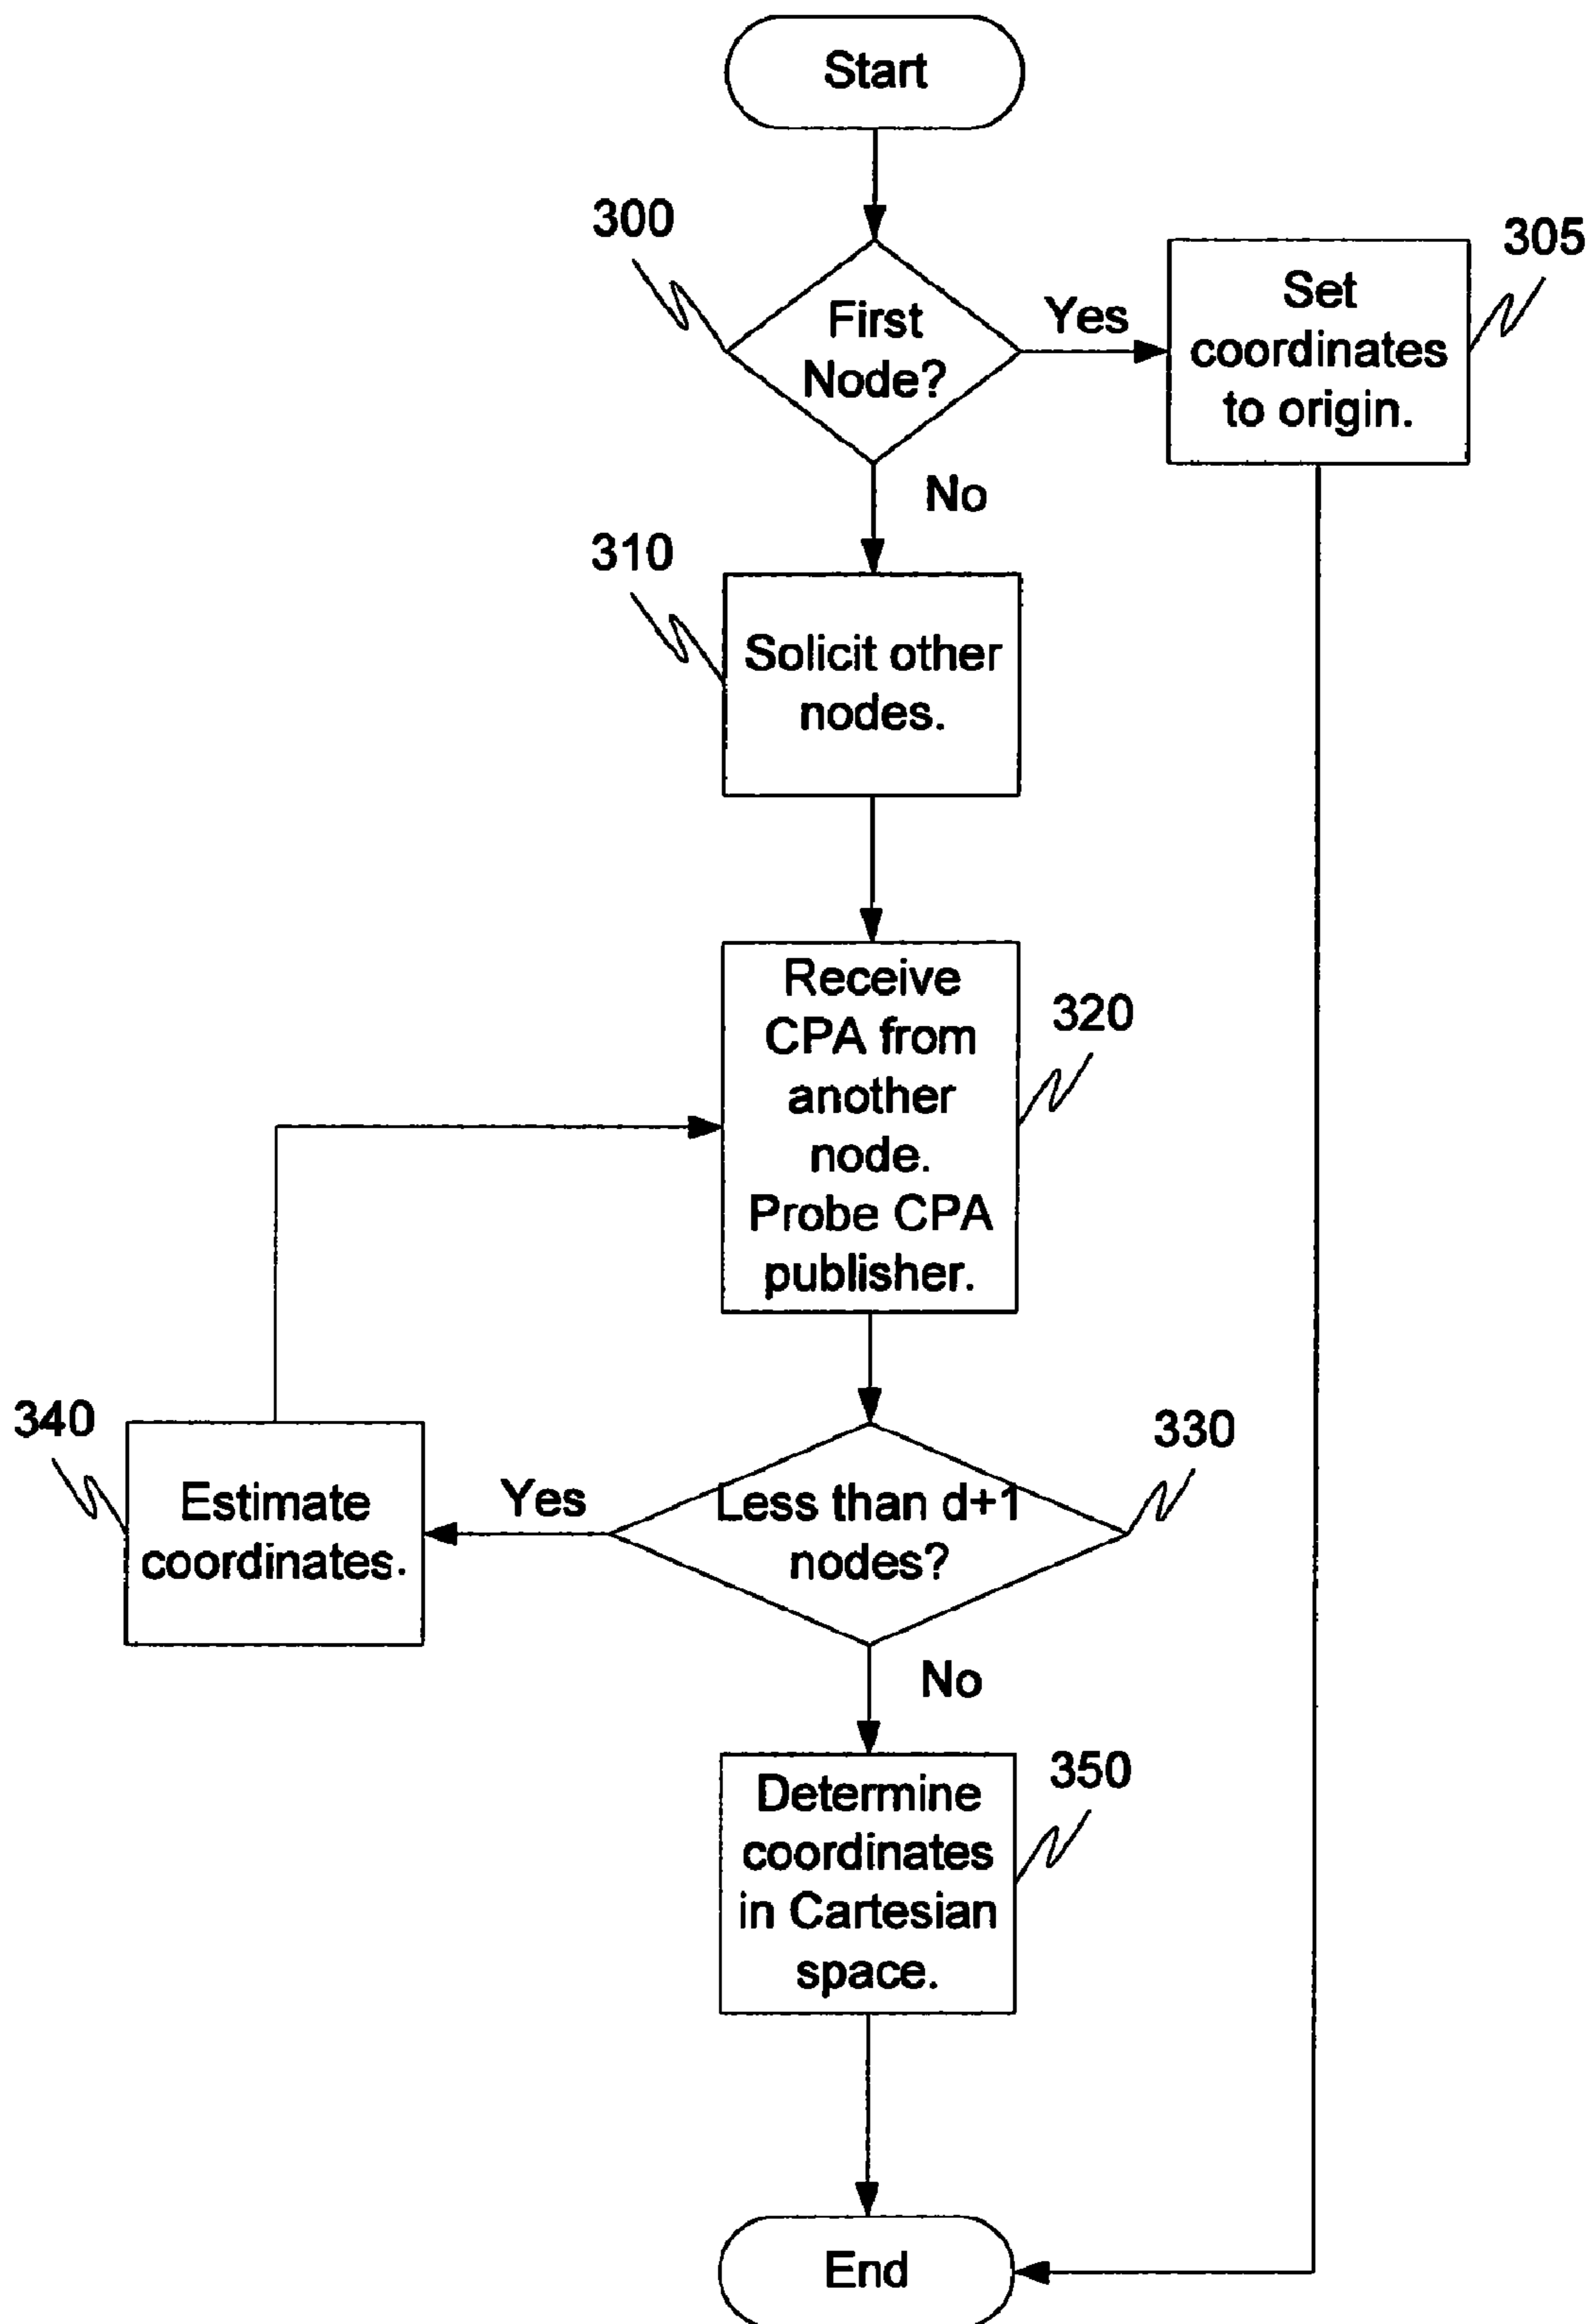 Start
300
First
Node?
Yes
305
Set
coordinates
to origin.
No
310
Solicit other
nodes.
Receive
CPA from
another
node.
Probe CPA
publisher.
320
340
Estimate
coordinates.
Yes
Less than d+1
nodes?
330
No
Determine
coordinates
in Cartesian
space.
350
End